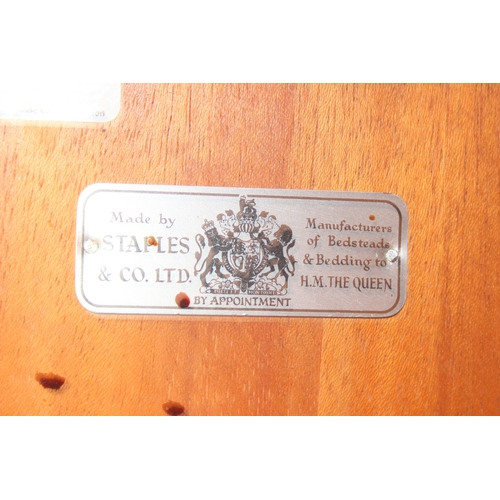 Made by
STAPLES
& CO. LTD.
BY APPOINTMENT
Manufacturers
of Bedsteads
& Bedding to
H.M. THE QUEEN